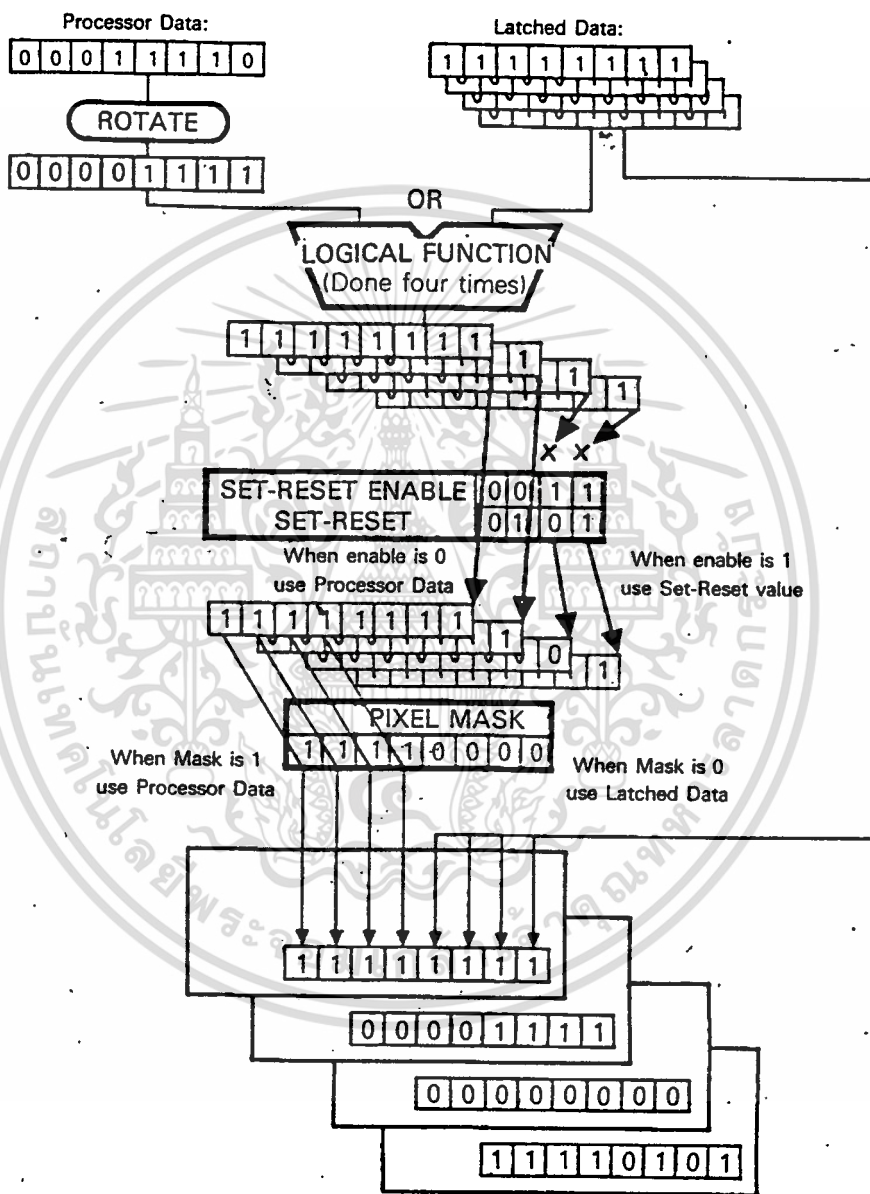 Processor Data:
Latched Data:
0 0 0 1 1 1 1 0
1 1 1 1 1 1 1 1
ROTATE
0 0 0 0 1 1 1 1
OR
LOGICAL FUNCTION
(Done four times)
1 1 1 1 1 1 1 1
1
1
1
X X
SET-RESET ENABLE 0 0 1 1
SET-RESET 0 1 0 1
When enable is 0
use Processor Data
When enable is 1
use Set-Reset value
1 1 1 1 1 1 1 1
1
0
1
PIXEL MASK
1 1 1 1 0 0 0 0
When Mask is 1
use Processor Data
When Mask is 0
use Latched Data
1 1 1 1 1 1 1 1
0 0 0 0 1 1 1 1
0 0 0 0 0 0 0 0
1 1 1 1 0 1 0 1